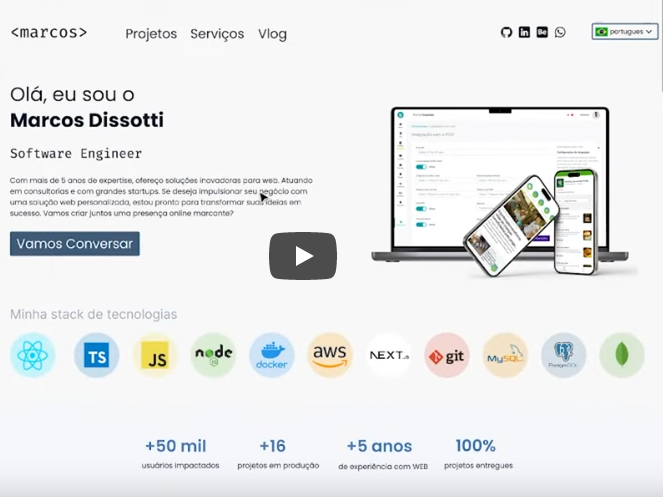 <marcos>
Projetos Serviços Vlog
portugues
Olá, eu sou o
Marcos Dissotti
Software Engineer
Com mais de 5 anos de expertise, ofereço soluções inovadoras para web. Atuando
em consultorias e com grandes startups. Se deseja impulsionar seu negócio com
uma solução web personalizada, estou pronto para transformar suas ideias em
sucesso. Vamos criar juntos uma presença online marcante?
Vamos Conversar
Minha stack de tecnologias
TS
JS
node
JS
docker
aws
NEXT.JS
git
MySQL
PostgreSQL
+50 mil +16 +5 anos 100%
usuários impactados projetos em produção de experiência com WEB projetos entregues